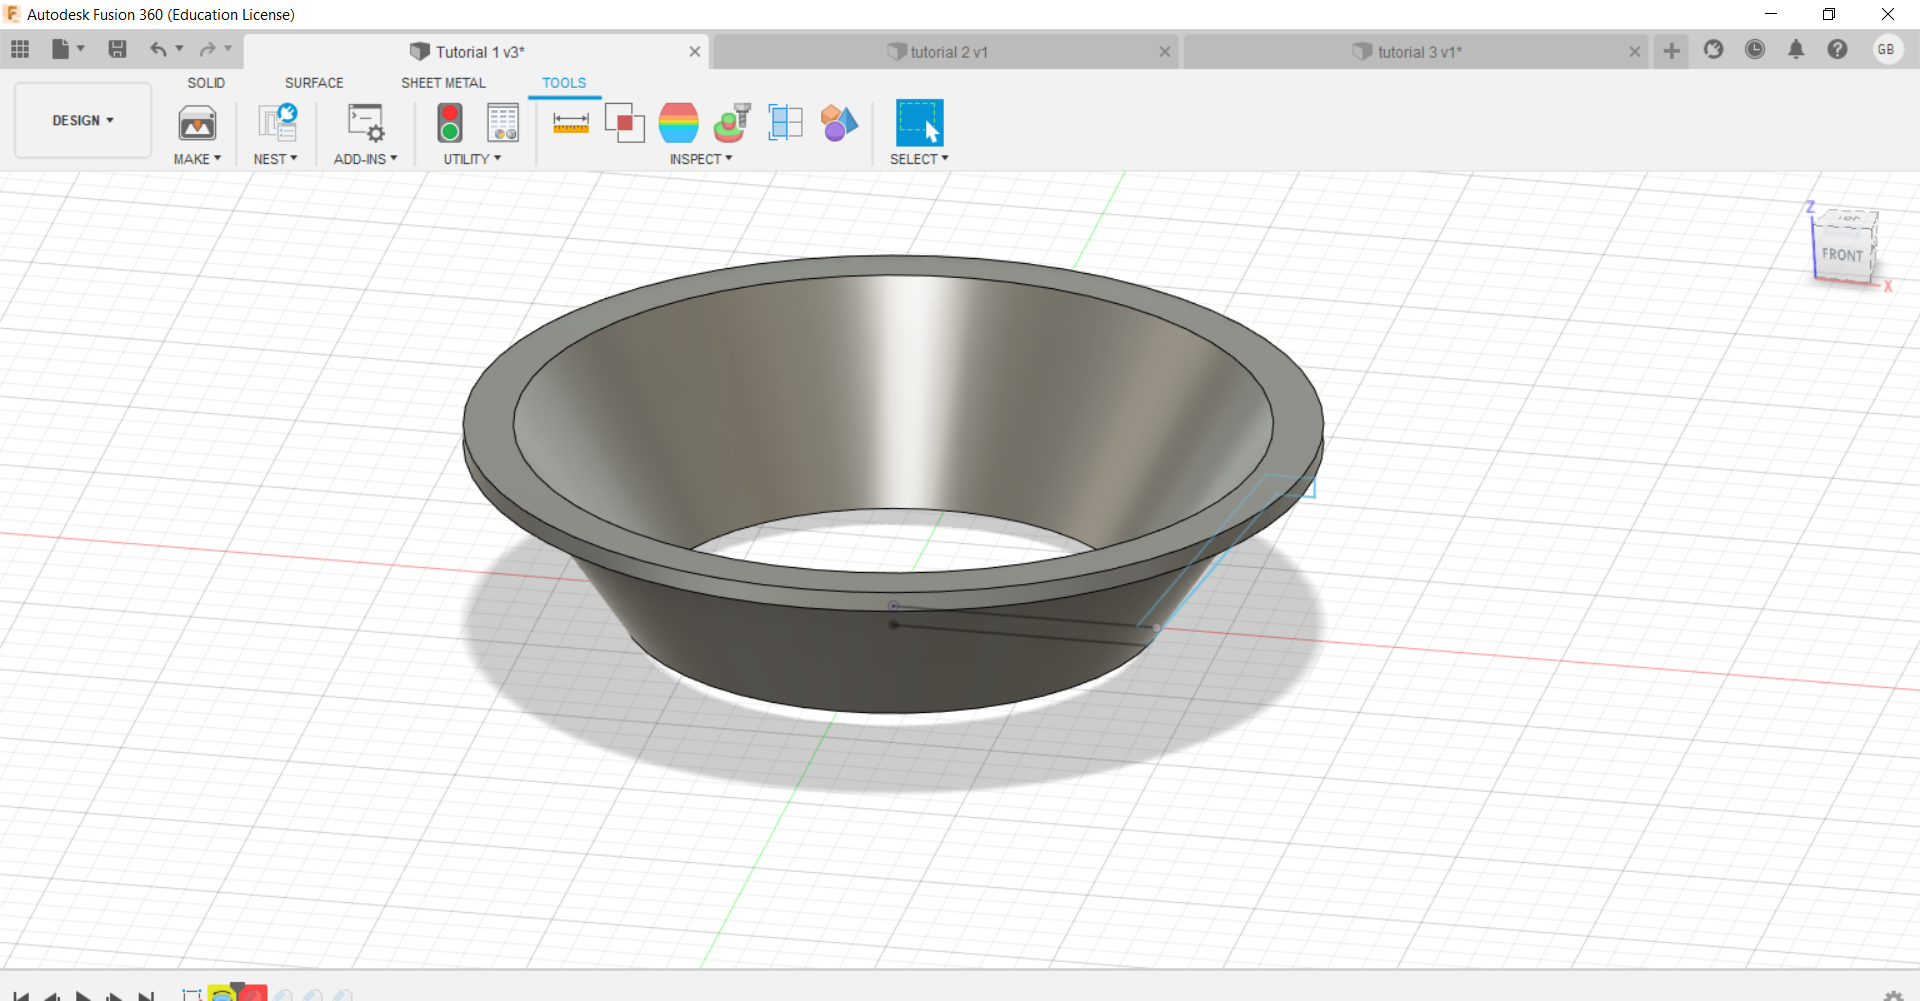 Autodesk Fusion 360 (Education License)
Tutorial 1 v3*
tutorial 2 v1
tutorial 3 v1*
GB
SOLID
SURFACE
SHEET METAL
TOOLS
DESIGN
MAKE
NEST
ADD-INS
UTILITY
INSPECT
SELECT
Z
TOP
FRONT
X